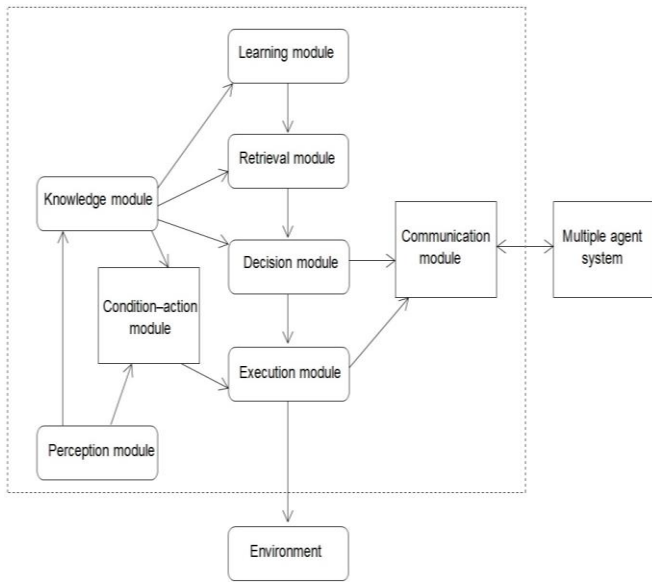 Learning module
Retrieval module
Knowledge module
Communication
module
Multiple agent
system
Decision module
Condition–action
module
Execution module
Perception module
Environment